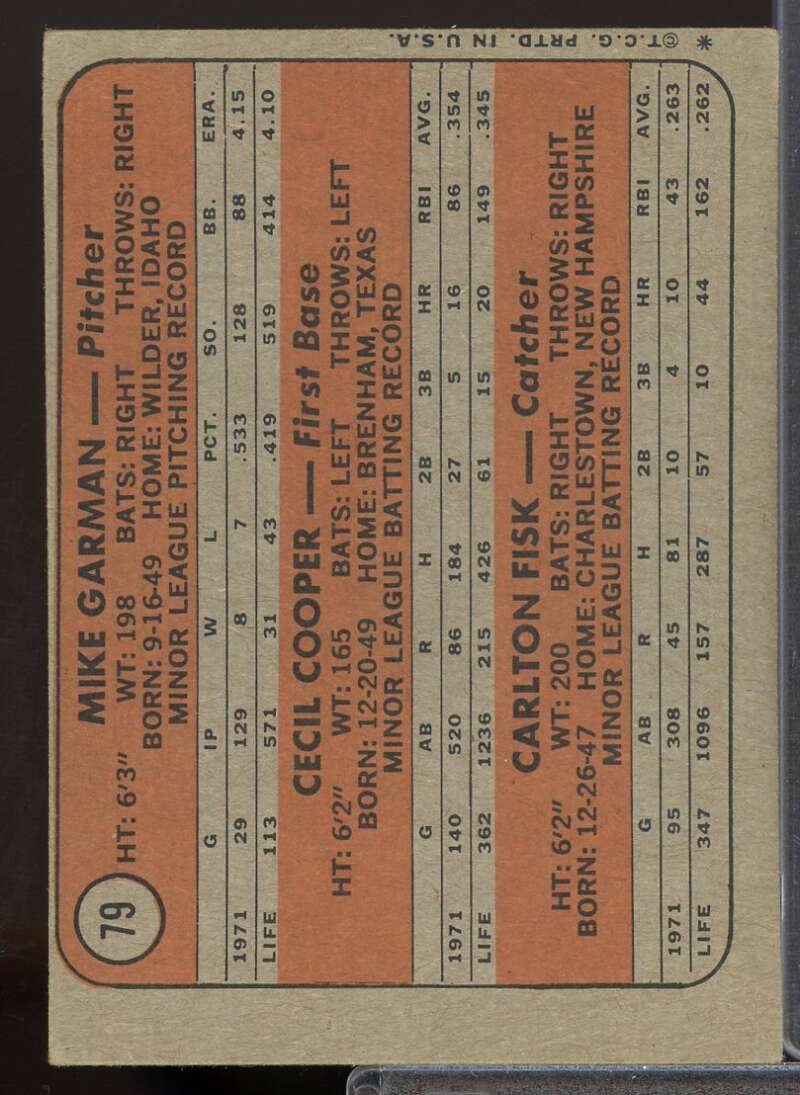 79
MIKE GARMAN — Pitcher
HT: 6'3" WT: 198 BATS: RIGHT THROWS: RIGHT
BORN: 9-16-49 HOME: WILDER, IDAHO
MINOR LEAGUE PITCHING RECORD
G IP W L PCT. SO. BB. ERA.
1971 29 129 8 7 .533 128 88 4.15
LIFE 113 571 31 43 .419 519 414 4.10
CECIL COOPER — First Base
HT: 6'2" WT: 165 BATS: LEFT THROWS: LEFT
BORN: 12-20-49 HOME: BRENHAM, TEXAS
MINOR LEAGUE BATTING RECORD
G AB R H 2B 3B HR RBI AVG.
1971 140 520 86 184 27 5 16 86 .354
LIFE 362 1236 215 426 61 15 20 149 .345
CARLTON FISK — Catcher
HT: 6'2" WT: 200 BATS: RIGHT THROWS: RIGHT
BORN: 12-26-47 HOME: CHARLESTOWN, NEW HAMPSHIRE
MINOR LEAGUE BATTING RECORD
G AB R H 2B 3B HR RBI AVG.
1971 95 308 45 81 10 4 10 43 .263
LIFE 347 1096 157 287 57 10 44 162 .262
* ©T.C.G. PRTD. IN U.S.A.